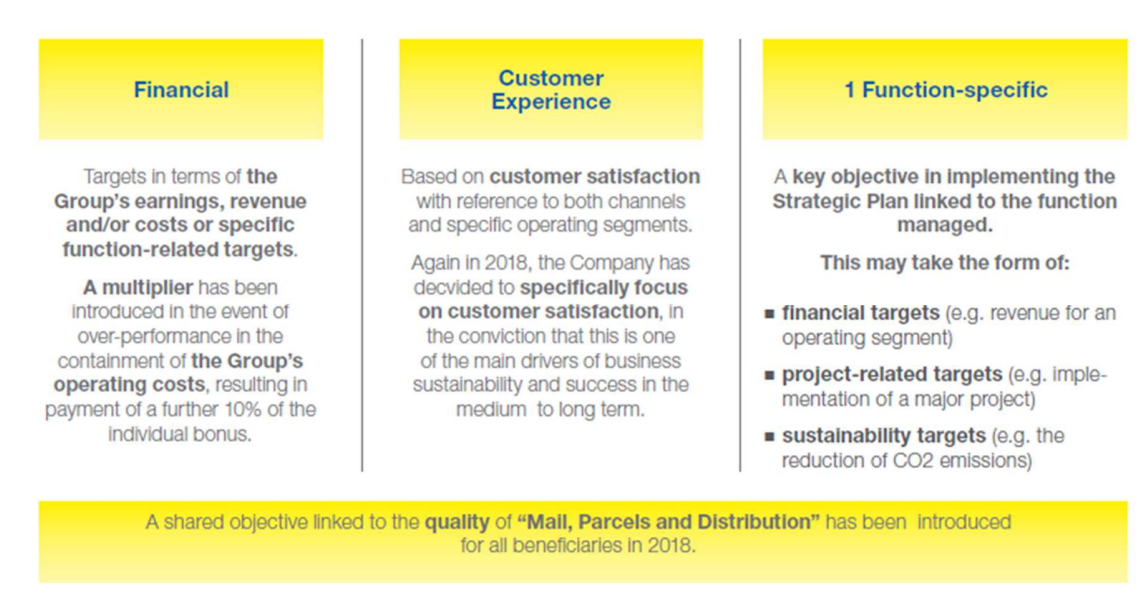 Financial
Targets in terms of the
Group's earnings, revenue
and/or costs or specific
function-related targets.
A multiplier has been
introduced in the event of
over-performance in the
containment of the Group's
operating costs, resulting in
payment of a further 10% of the
individual bonus.
Customer
Experience
Based on customer satisfaction
with reference to both channels
and specific operating segments.
Again in 2018, the Company has
decvided to specifically focus
on customer satisfaction, in
the conviction that this is one
of the main drivers of business
sustainability and success in the
medium to long term.
1 Function-specific
A key objective in implementing the
Strategic Plan linked to the function
managed.
This may take the form of:
▪ financial targets (e.g. revenue for an
operating segment)
▪ project-related targets (e.g. imple-
mentation of a major project)
▪ sustainability targets (e.g. the
reduction of CO2 emissions)
A shared objective linked to the quality of “Mail, Parcels and Distribution” has been introduced
for all beneficiaries in 2018.